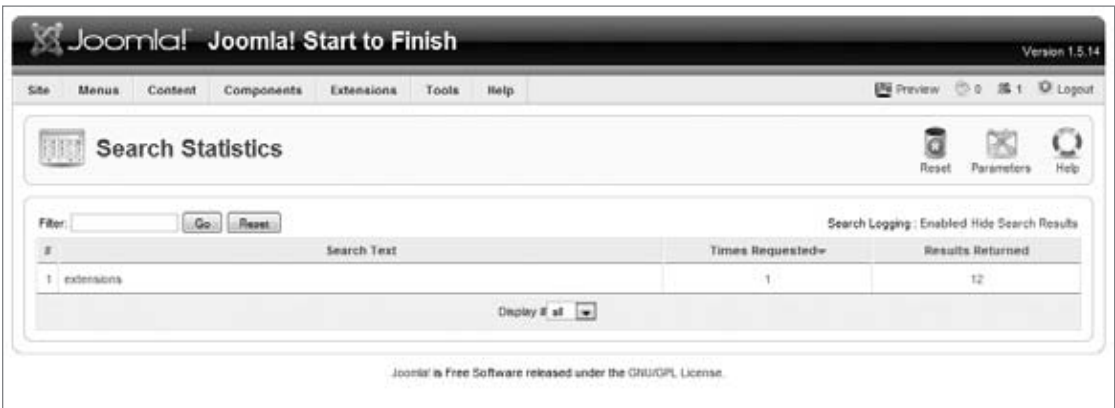 Joomla! Joomla! Start to Finish
Version 1.5.14
Site Menus Content Components Extensions Tools Help Preview 0 1 Logout
Search Statistics
Reset Parameters Help
Filter: Go Reset Search Logging : Enabled Hide Search Results
# Search Text Times Requested Results Returned
1 extensions 1 12
Display # all
Joomla! is Free Software released under the GNU/GPL License.